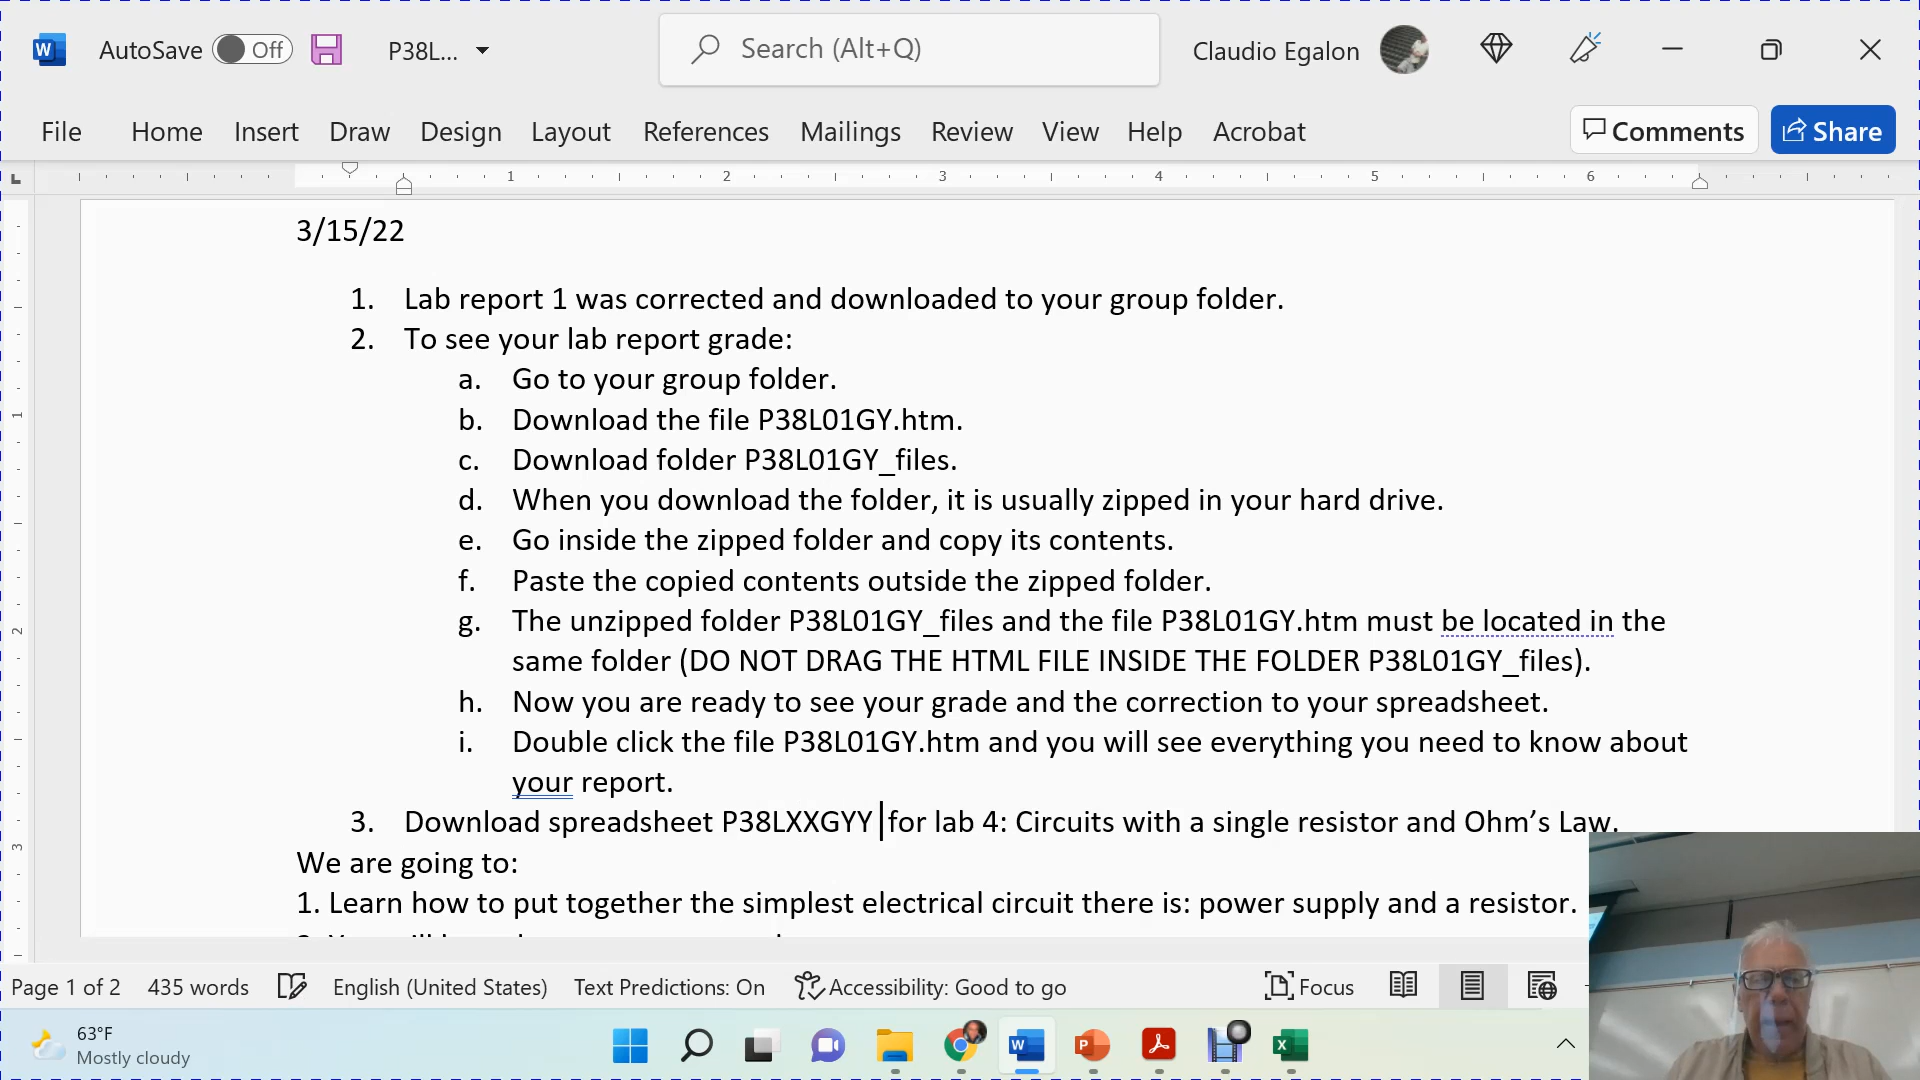 W AutoSave Off P38L... Search (Alt+Q) Claudio Egalon
File Home Insert Draw Design Layout References Mailings Review View Help Acrobat Comments Share
L 1 2 3 4 5 6
3/15/22
1. Lab report 1 was corrected and downloaded to your group folder.
2. To see your lab report grade:
a. Go to your group folder.
b. Download the file P38L01GY.htm.
c. Download folder P38L01GY_files.
d. When you download the folder, it is usually zipped in your hard drive.
e. Go inside the zipped folder and copy its contents.
f. Paste the copied contents outside the zipped folder.
g. The unzipped folder P38L01GY_files and the file P38L01GY.htm must be located in the
same folder (DO NOT DRAG THE HTML FILE INSIDE THE FOLDER P38L01GY_files).
h. Now you are ready to see your grade and the correction to your spreadsheet.
i. Double click the file P38L01GY.htm and you will see everything you need to know about
your report.
3. Download spreadsheet P38LXXGYY for lab 4: Circuits with a single resistor and Ohm's Law.
We are going to:
1. Learn how to put together the simplest electrical circuit there is: power supply and a resistor.
1
2
3
Page 1 of 2 435 words English (United States) Text Predictions: On Accessibility: Good to go Focus
63°F
Mostly cloudy
W P X